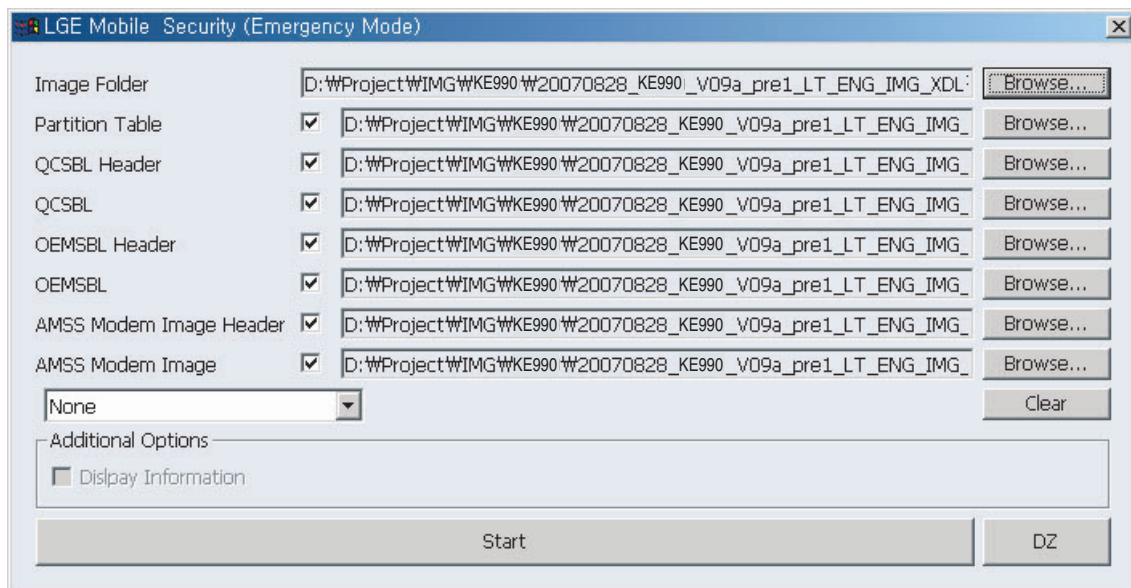 LGE Mobile Security (Emergency Mode)
Image Folder D:₩Project₩IMG₩KE990₩20070828_KE990_V09a_pre1_LT_ENG_IMG_XDL Browse...
Partition Table D:₩Project₩IMG₩KE990₩20070828_KE990_V09a_pre1_LT_ENG_IMG_ Browse...
QCSBL Header D:₩Project₩IMG₩KE990₩20070828_KE990_V09a_pre1_LT_ENG_IMG_ Browse...
QCSBL D:₩Project₩IMG₩KE990₩20070828_KE990_V09a_pre1_LT_ENG_IMG_ Browse...
OEMSBL Header D:₩Project₩IMG₩KE990₩20070828_KE990_V09a_pre1_LT_ENG_IMG_ Browse...
OEMSBL D:₩Project₩IMG₩KE990₩20070828_KE990_V09a_pre1_LT_ENG_IMG_ Browse...
AMSS Modem Image Header D:₩Project₩IMG₩KE990₩20070828_KE990_V09a_pre1_LT_ENG_IMG_ Browse...
AMSS Modem Image D:₩Project₩IMG₩KE990₩20070828_KE990_V09a_pre1_LT_ENG_IMG_ Browse...
None Clear
Additional Options
Dislpay Information
Start DZ